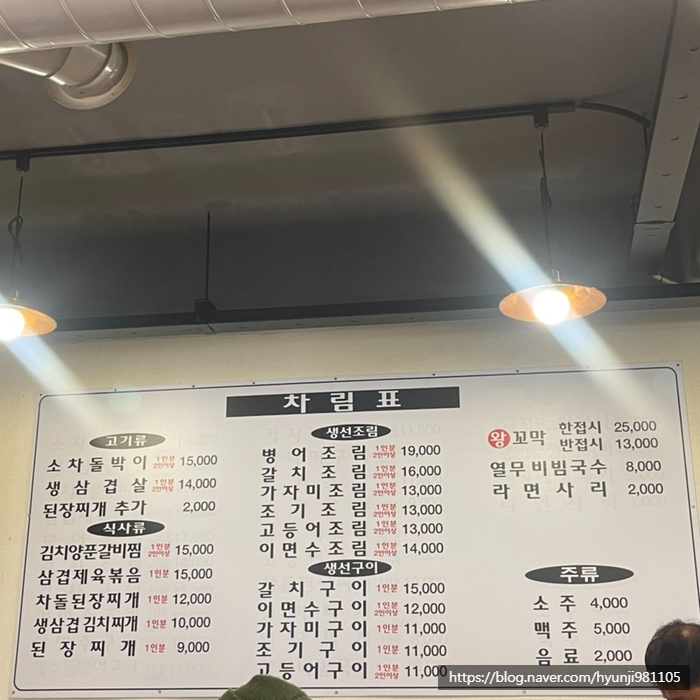 차림표
고기류
소차돌박이 1인분 2인이상 15,000
생삼겹살 1인분 2인이상 14,000
된장찌개 추가 2,000
식사류
김치양푼갈비찜 1인분 2인이상 15,000
삼겹제육볶음 1인분 15,000
차돌된장찌개 1인분 12,000
생삼겹김치찌개 1인분 10,000
된장찌개 1인분 9,000
생선조림
병어조림 1인분 2인이상 19,000
갈치조림 1인분 2인이상 16,000
가자미조림 1인분 2인이상 13,000
조기조림 1인분 2인이상 13,000
고등어조림 1인분 2인이상 13,000
이면수조림 1인분 2인이상 14,000
생선구이
갈치구이 1인분 15,000
이면수구이 1인분 2인이상 12,000
가자미구이 1인분 11,000
조기구이 1인분 11,000
고등어구이 1인분 2인이상 11,000
왕꼬막 한접시 25,000
반접시 13,000
열무비빔국수 8,000
라면사리 2,000
주류
소주 4,000
맥주 5,000
음료 2,000
https://blog.naver.com/hyunji981105